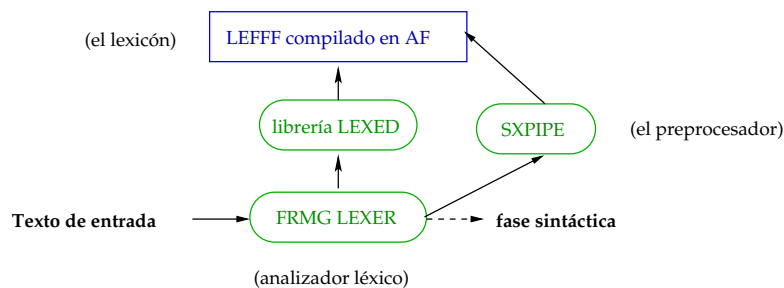 (el lexicón)
LEFFF compilado en AF
librería LEXED
SXPIPE
(el preprocesador)
Texto de entrada
FRMG LEXER
fase sintáctica
(analizador léxico)